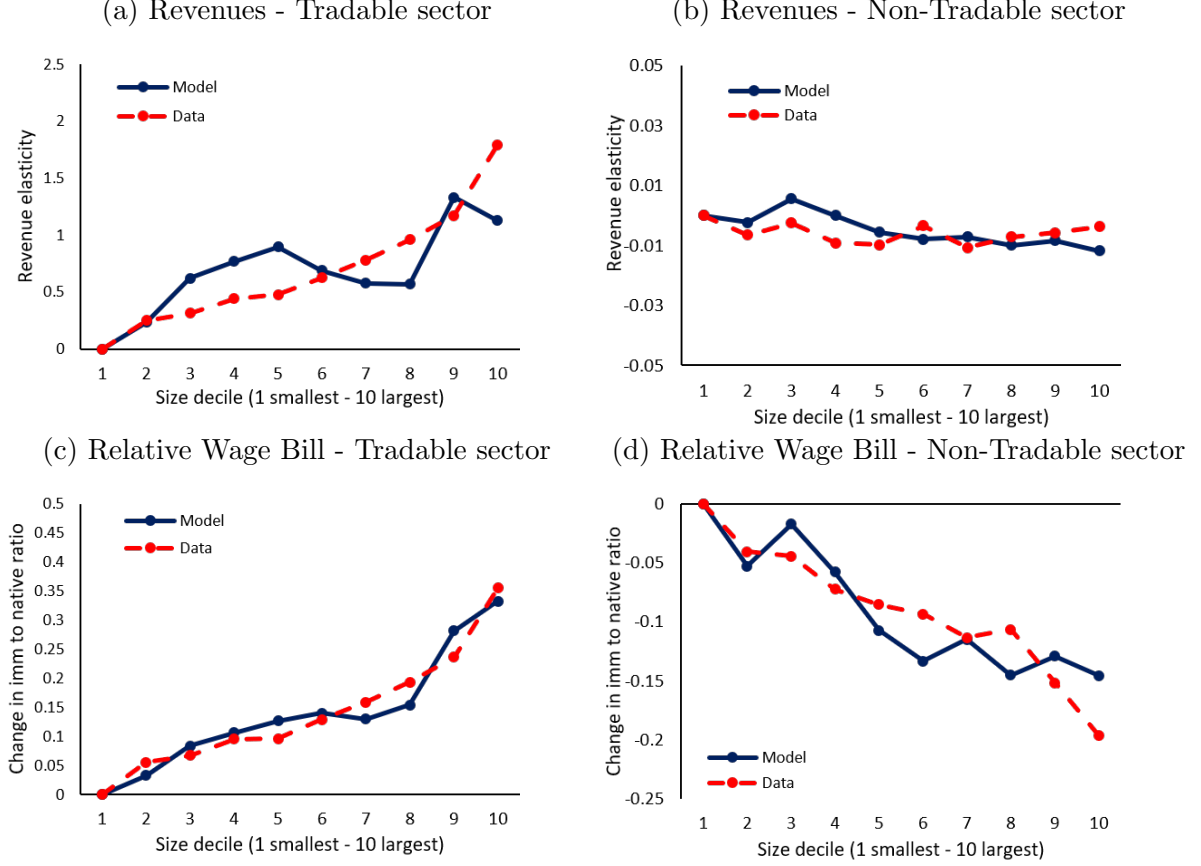 (a) Revenues - Tradable sector
2.5
2
1.5
1
0.5
0
Revenue elasticity
Model
Data
1 2 3 4 5 6 7 8 9 10
Size decile (1 smallest - 10 largest)
(b) Revenues - Non-Tradable sector
0.05
0.03
0.01
-0.01
-0.03
-0.05
Revenue elasticity
Model
Data
1 2 3 4 5 6 7 8 9 10
Size decile (1 smallest - 10 largest)
(c) Relative Wage Bill - Tradable sector
0.5
0.45
0.4
0.35
0.3
0.25
0.2
0.15
0.1
0.05
0
Change in imm to native ratio
Model
Data
1 2 3 4 5 6 7 8 9 10
Size decile (1 smallest - 10 largest)
(d) Relative Wage Bill - Non-Tradable sector
0
-0.05
-0.1
-0.15
-0.2
-0.25
Change in imm to native ratio
Model
Data
1 2 3 4 5 6 7 8 9 10
Size decile (1 smallest - 10 largest)